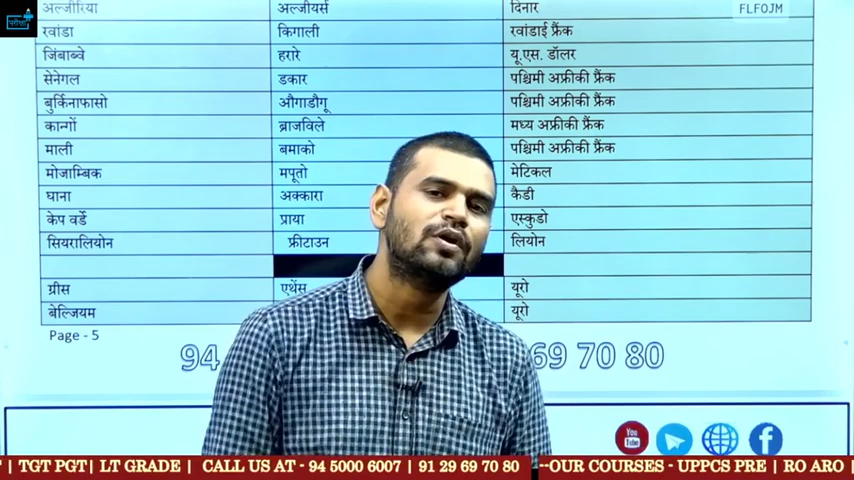 परीक्षा
FLFOJM
अल्जीरिया अल्जीयर्स दिनार
रवांडा किगाली रवांडाई फ्रैंक
जिंबाब्वे हरारे यू.एस. डॉलर
सेनेगल डकार पश्चिमी अफ्रीकी फ्रैंक
बुर्किनाफासो औगाडौगू पश्चिमी अफ्रीकी फ्रैंक
कान्गों ब्राजविले मध्य अफ्रीकी फ्रैंक
माली बमाको पश्चिमी अफ्रीकी फ्रैंक
मोजाम्बिक मपूतो मेटिकल
घाना अक्कारा कैडी
केप वर्डे प्राया एस्कुडो
सियरालियोन फ्रीटाउन लियोन
ग्रीस एथेंस यूरो
बेल्जियम यूरो
Page - 5
94 69 70 80
You Tube
| TGT PGT| LT GRADE | CALL US AT - 94 5000 6007 | 91 29 69 70 80 --OUR COURSES - UPPCS PRE | RO ARO |